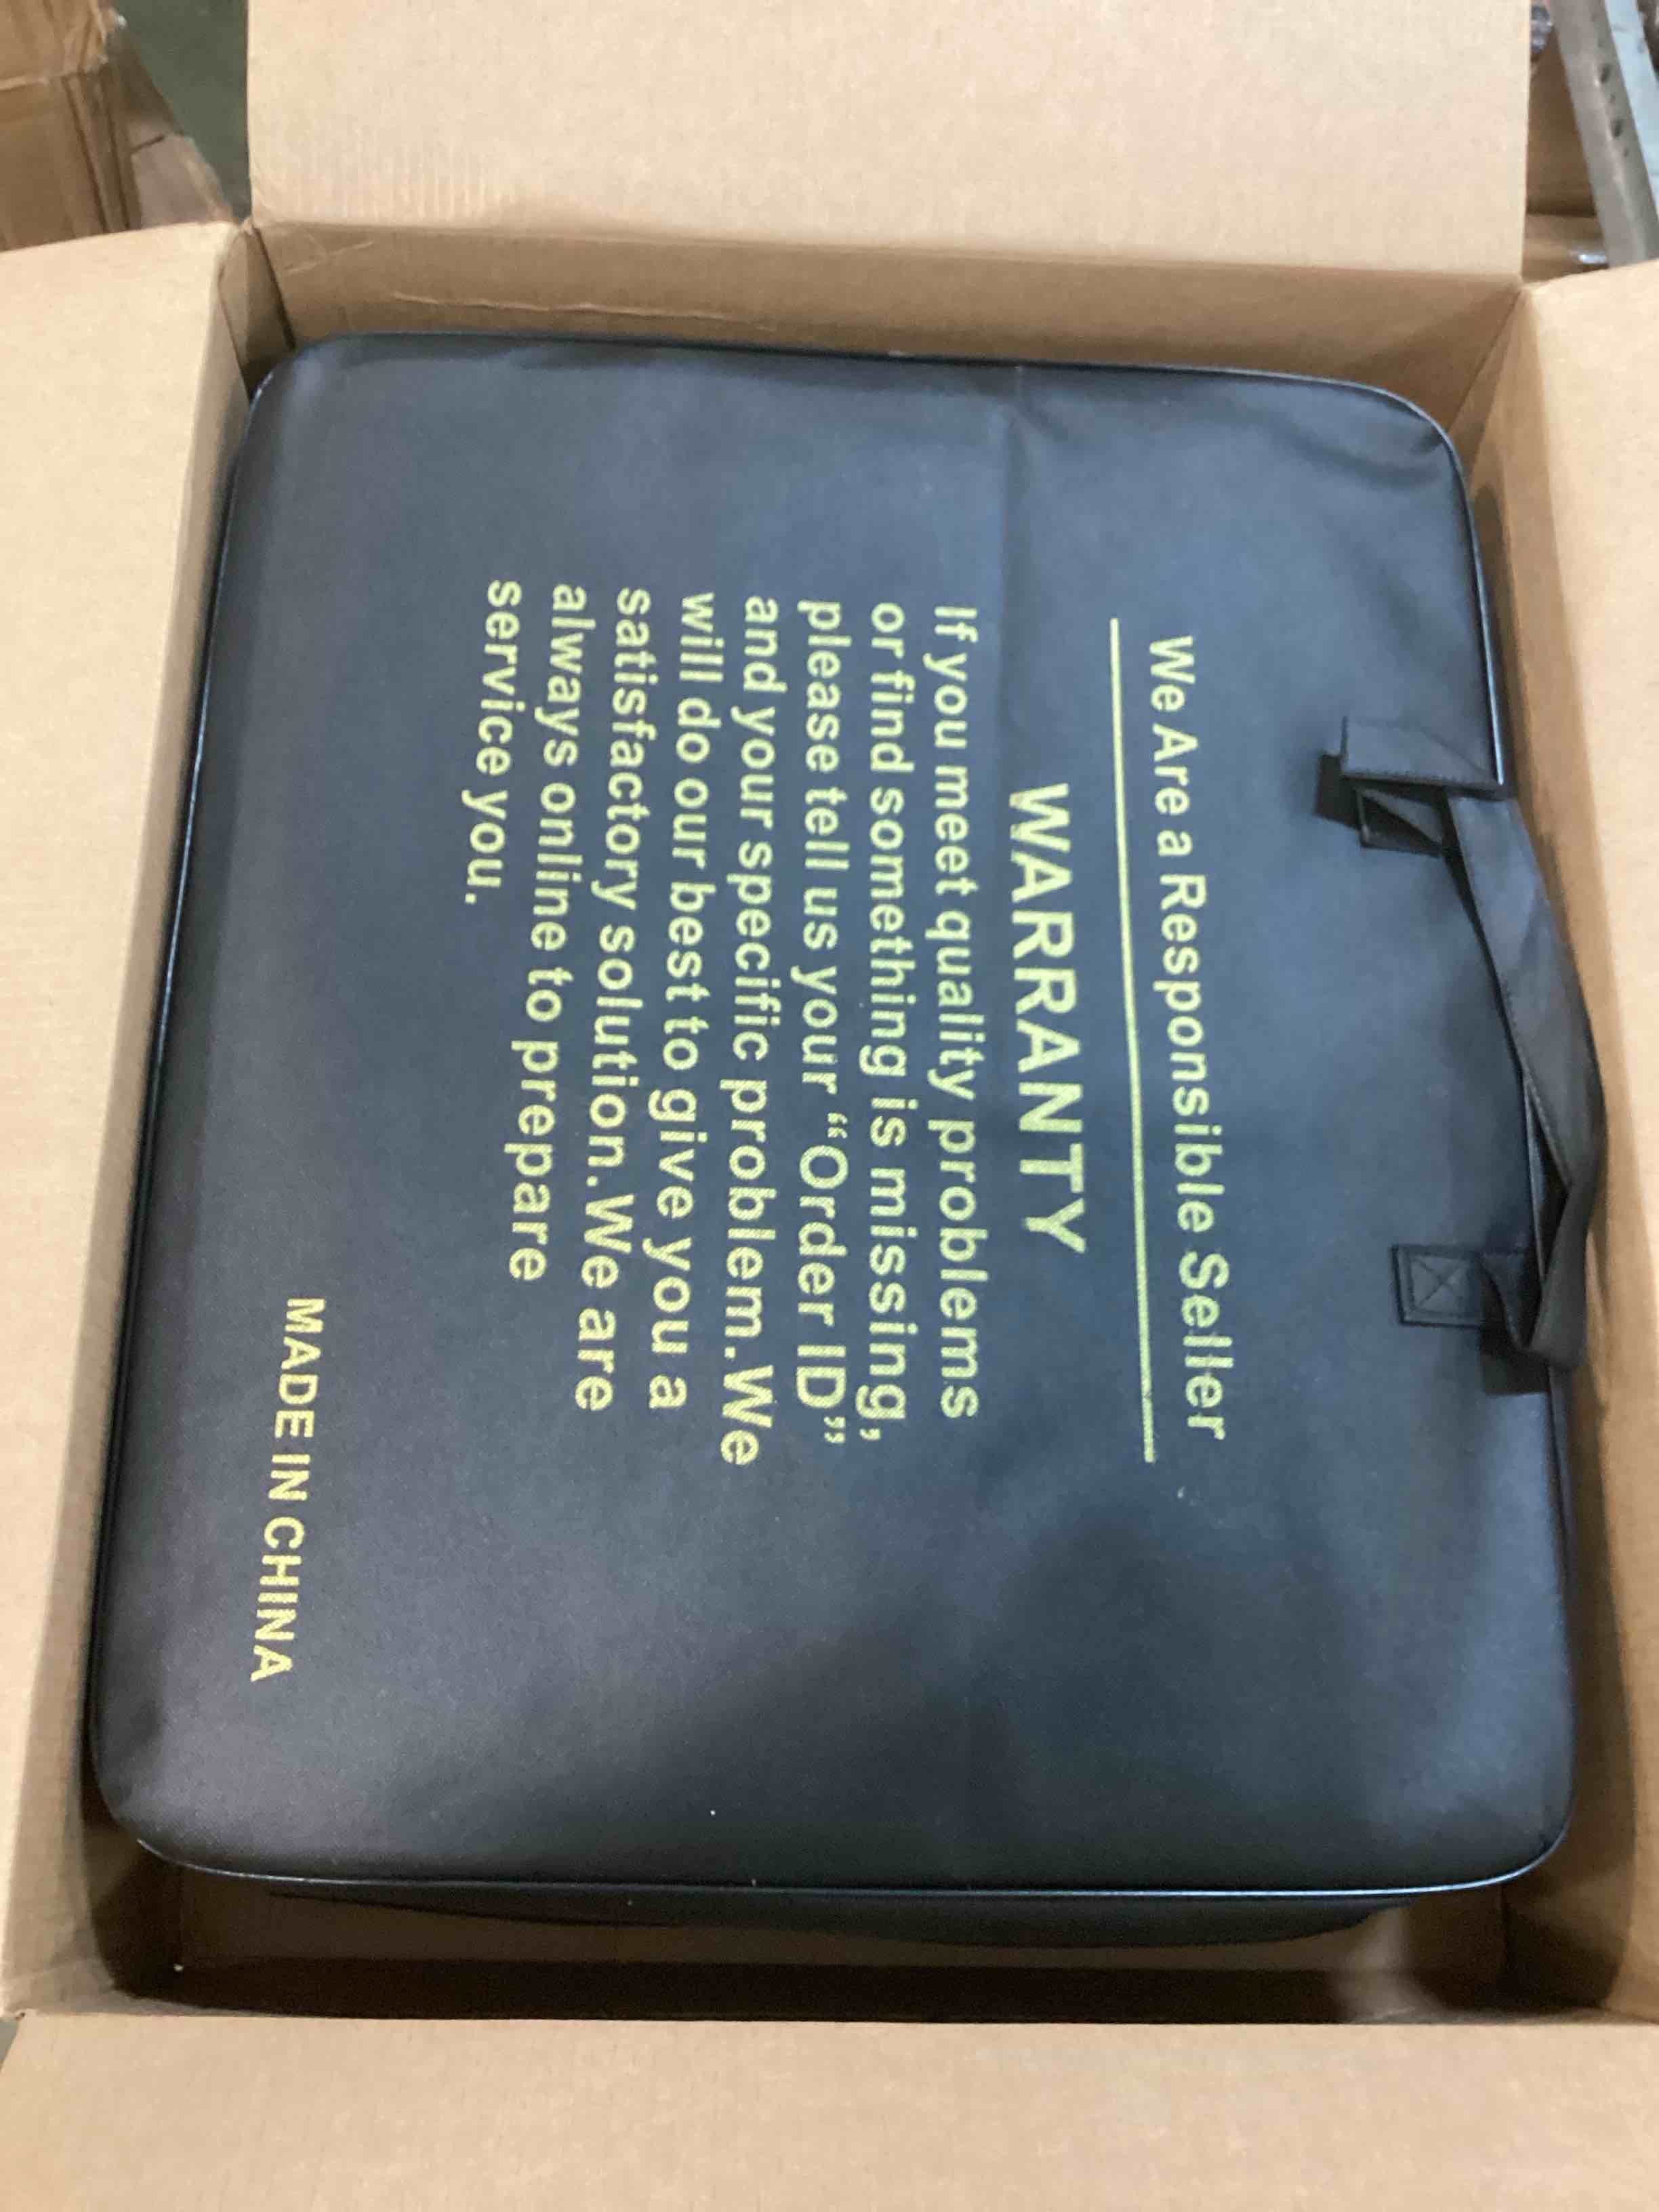 We Are a Responsible Seller
WARRANTY
If you meet quality problems
or find something is missing,
please tell us your “Order ID”
and your specific problem.We
will do our best to give you a
satisfactory solution.We are
always online to prepare
service you.
MADE IN CHINA